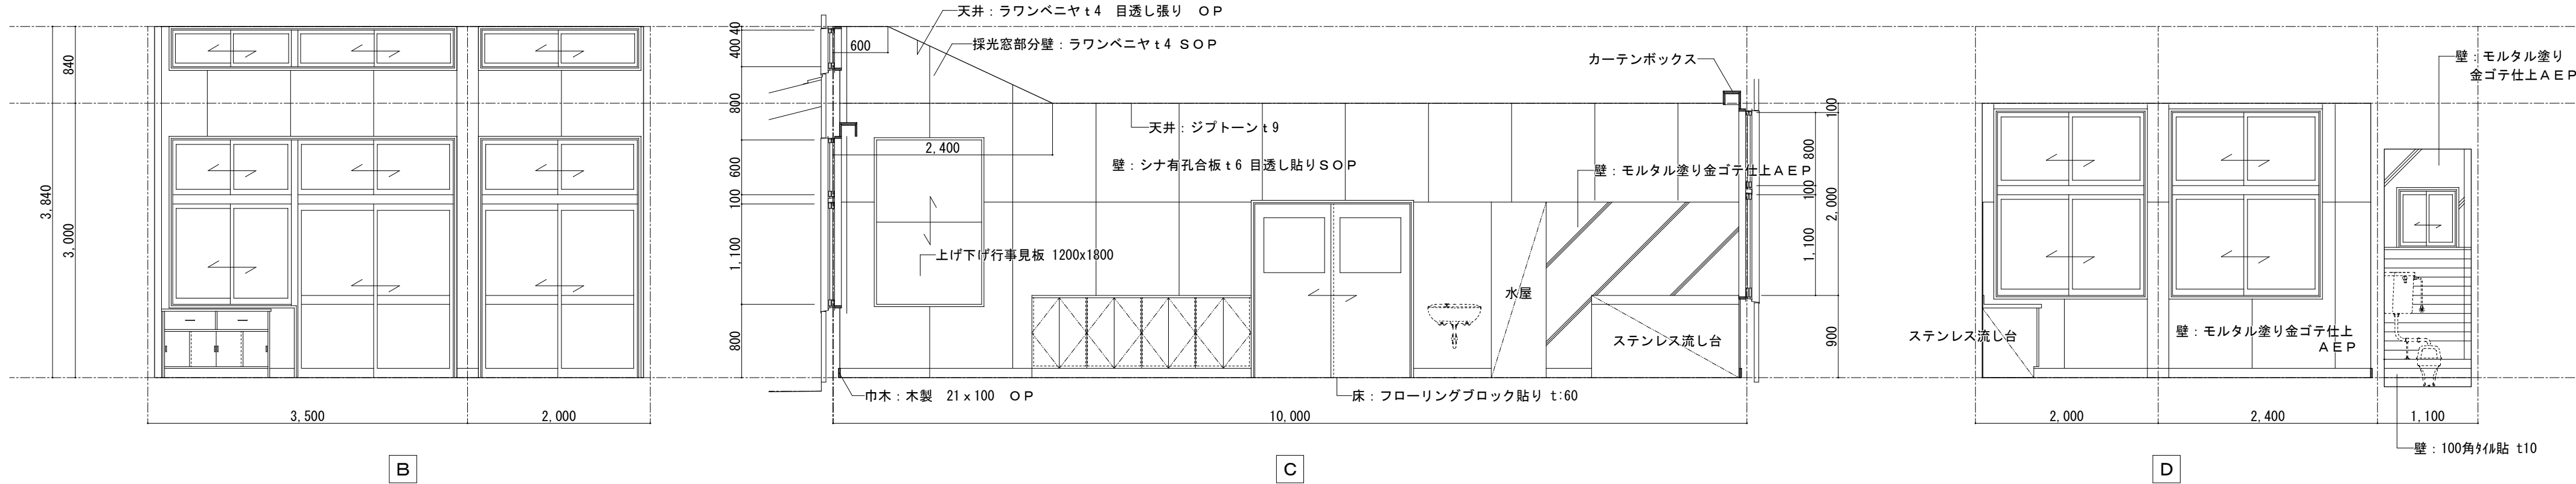 840
3,840
3,000
3,500
2,000
B
天井：ラワンベニヤｔ4　目透し張り　ＯＰ
採光窓部分壁：ラワンベニヤｔ4 ＳＯＰ
600
40
400
800
600
100
1,100
800
2,400
カーテンボックス
天井：ジプトーンｔ9
壁：シナ有孔合板ｔ6 目透し貼りＳＯＰ
壁：モルタル塗り金ゴテ仕上ＡＥＰ
上げ下げ行事見板 1200x1800
水屋
ステンレス流し台
巾木：木製　21ｘ100　ＯＰ
床：フローリングブロック貼り t:60
10,000
C
100
800
100
2,000
1,100
900
壁：モルタル塗り
金ゴテ仕上ＡＥＰ
ステンレス流し台
壁：モルタル塗り金ゴテ仕上
ＡＥＰ
2,000
2,400
1,100
壁：100角ﾀｲﾙ貼 t10
D